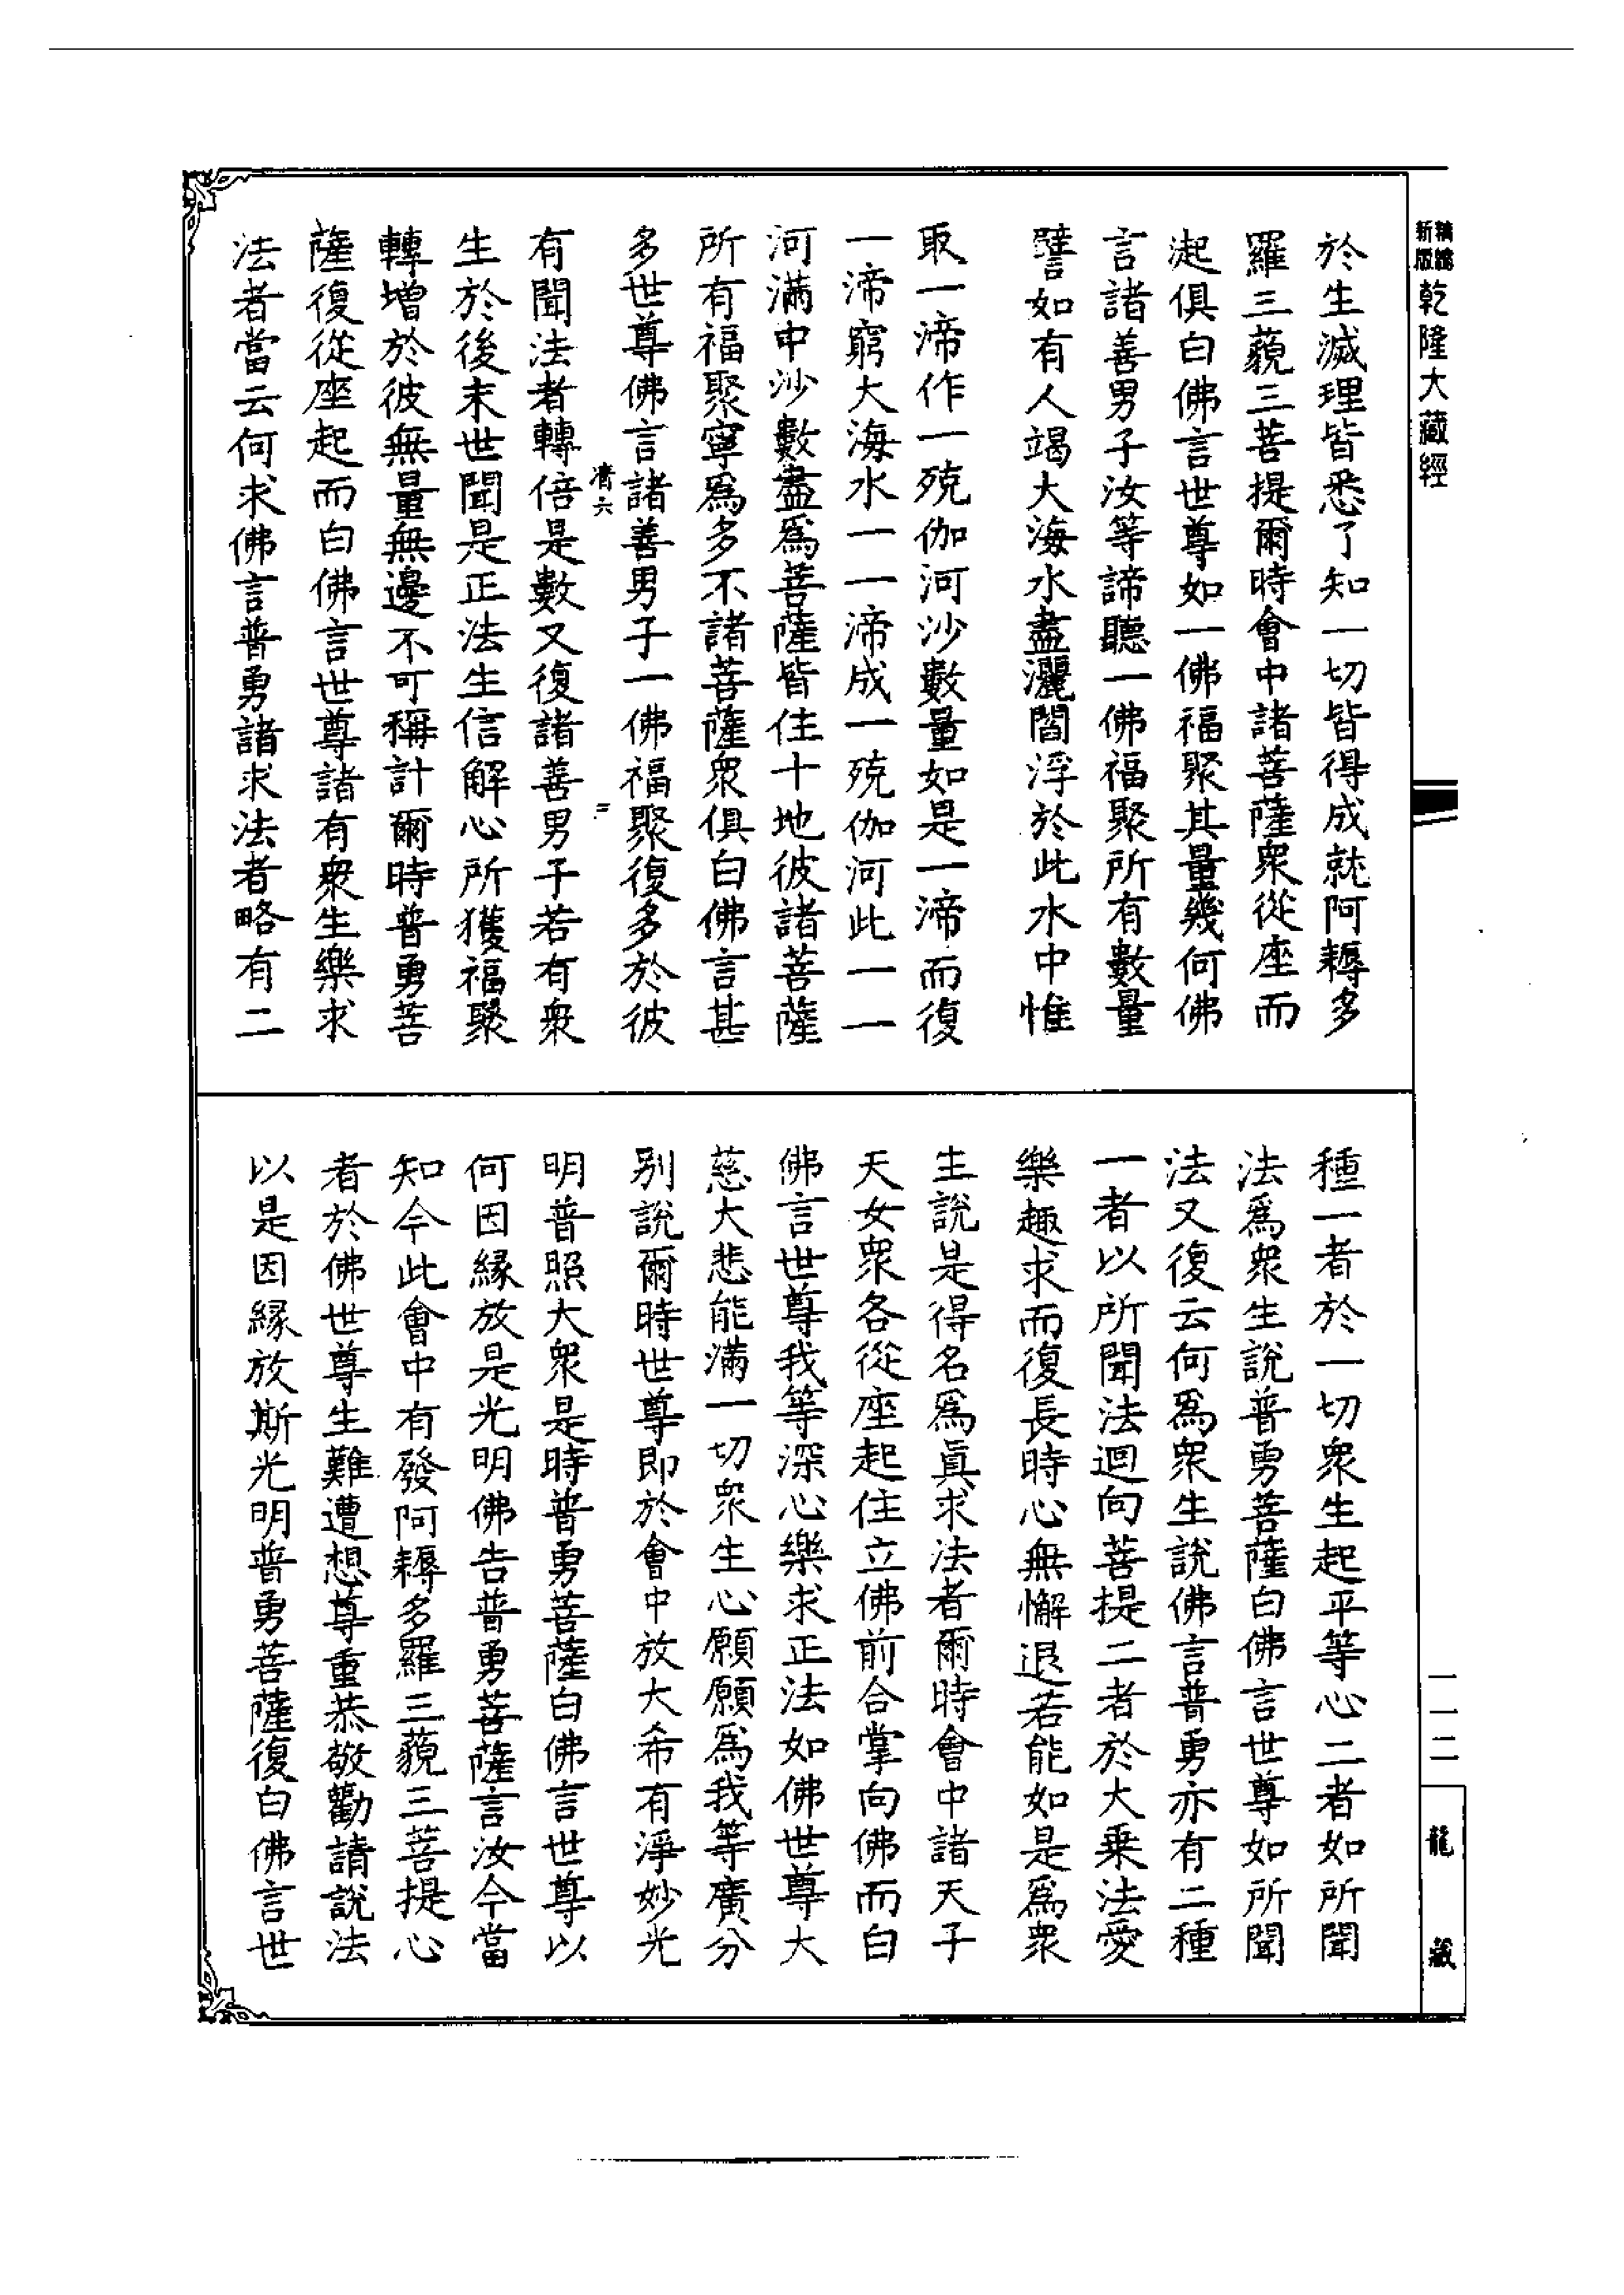 新版
乾隆大藏經
於生滅理皆悉了知一切皆得成就阿耨多
羅三藐三菩提爾時會中諸菩薩衆從座而
起俱白佛言世尊如一佛福聚其量幾何佛
言諸善男子汝等諦聽一佛福聚所有數量
譬如有人竭大海水盡灑閻浮於此水中惟
取一渧作一殑伽河沙數量如是一渧而復
一渧窮大海水一一渧成一殑伽河此一一
河滿中沙數盡爲菩薩皆住十地彼諸菩薩
所有福聚寧爲多不諸菩薩衆俱白佛言甚
多世尊佛言諸善男子一佛福聚復多於彼
有聞法者轉倍是數又復諸善男子若有衆
生於後末世聞是正法生信解心所獲福聚
轉增於彼無量無邊不可稱計爾時普勇菩
薩復從座起而白佛言世尊諸有衆生樂求
法者當云何求佛言普勇諸求法者略有二
種一者於一切衆生起平等心二者如所聞
法爲衆生說普勇菩薩白佛言世尊如所聞
法又復云何爲衆生說佛言普勇亦有二種
一者以所聞法迴向菩提二者於大乗法愛
樂趣求而復長時心無懈退若能如是爲衆
生說是得名爲眞求法者爾時會中諸天子
天女衆各從座起住立佛前合掌向佛而白
佛言世尊我等深心樂求正法如佛世尊大
慈大悲能滿一切衆生心願願爲我等廣分
别說爾時世尊即於會中放大希有淨妙光
明普照大衆是時普勇菩薩白佛言世尊以
何因緣放是光明佛告普勇菩薩言汝今當
知今此會中有發阿耨多羅三藐三菩提心
者於佛世尊生難遭想尊重恭敬勸請說法
以是因緣放斯光明普勇菩薩復白佛言世
一一二
龍藏